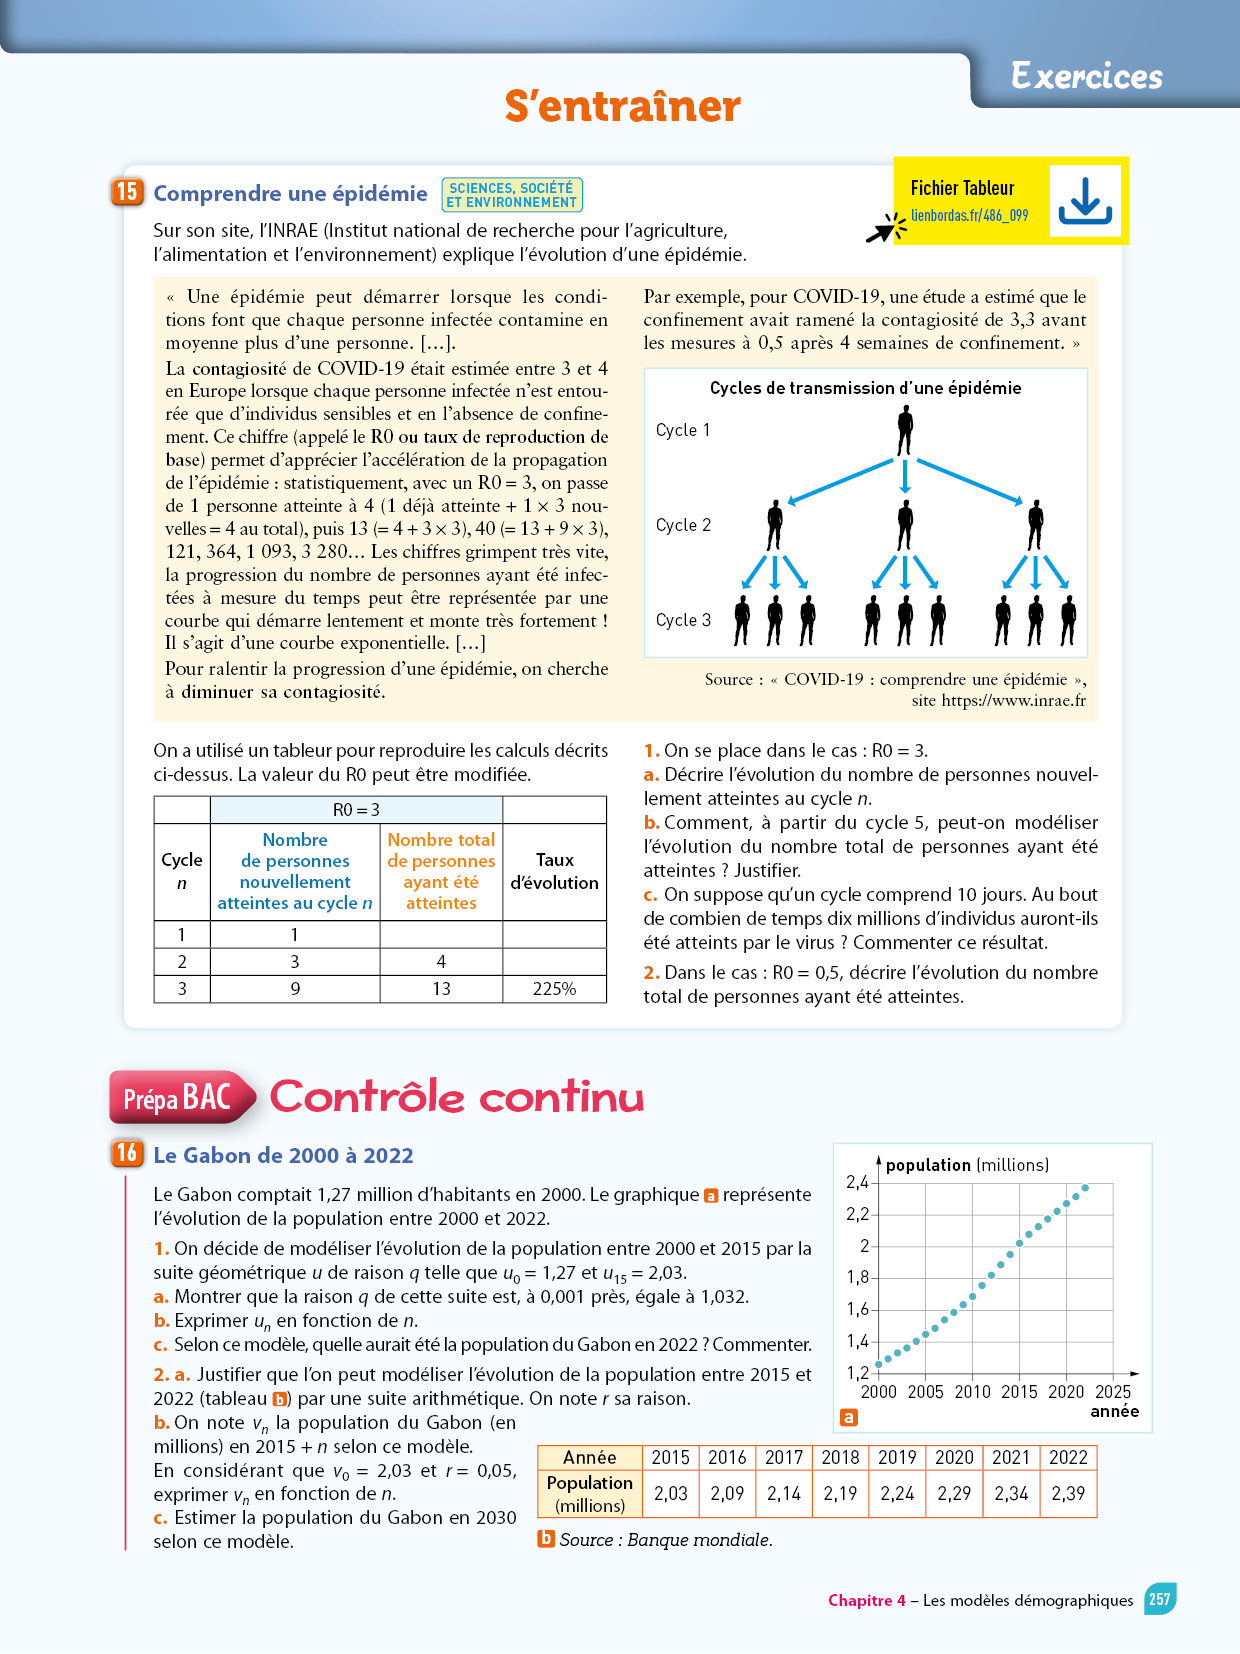 Exercices
S'entraîner
15 Comprendre une épidémie SCIENCES, SOCIÉTÉ ET ENVIRONNEMENT
Fichier Tableur
lienbordas.fr/486_099
Sur son site, l'INRAE (Institut national de recherche pour l'agriculture,
l'alimentation et l'environnement) explique l'évolution d'une épidémie.
« Une épidémie peut démarrer lorsque les condi-
tions font que chaque personne infectée contamine en
moyenne plus d'une personne. […].
La contagiosité de COVID-19 était estimée entre 3 et 4
en Europe lorsque chaque personne infectée n'est entou-
rée que d'individus sensibles et en l'absence de confine-
ment. Ce chiffre (appelé le R0 ou taux de reproduction de
base) permet d'apprécier l'accélération de la propagation
de l'épidémie : statistiquement, avec un R0 = 3, on passe
de 1 personne atteinte à 4 (1 déjà atteinte + 1 × 3 nou-
velles = 4 au total), puis 13 (= 4 + 3 × 3), 40 (= 13 + 9 × 3),
121, 364, 1 093, 3 280… Les chiffres grimpent très vite,
la progression du nombre de personnes ayant été infec-
tées à mesure du temps peut être représentée par une
courbe qui démarre lentement et monte très fortement !
Il s'agit d'une courbe exponentielle. […]
Pour ralentir la progression d'une épidémie, on cherche
à diminuer sa contagiosité.
Par exemple, pour COVID-19, une étude a estimé que le
confinement avait ramené la contagiosité de 3,3 avant
les mesures à 0,5 après 4 semaines de confinement. »
Cycles de transmission d'une épidémie
Cycle 1
Cycle 2
Cycle 3
Source : « COVID-19 : comprendre une épidémie »,
site https://www.inrae.fr
On a utilisé un tableur pour reproduire les calculs décrits
ci-dessus. La valeur du R0 peut être modifiée.
R0 = 3
Cycle n
Nombre de personnes nouvellement atteintes au cycle n
Nombre total de personnes ayant été atteintes
Taux d'évolution
1 1
2 3 4
3 9 13 225%
1. On se place dans le cas : R0 = 3.
a. Décrire l'évolution du nombre de personnes nouvel-
lement atteintes au cycle n.
b. Comment, à partir du cycle 5, peut-on modéliser
l'évolution du nombre total de personnes ayant été
atteintes ? Justifier.
c. On suppose qu'un cycle comprend 10 jours. Au bout
de combien de temps dix millions d'individus auront-ils
été atteints par le virus ? Commenter ce résultat.
2. Dans le cas : R0 = 0,5, décrire l'évolution du nombre
total de personnes ayant été atteintes.
Prépa BAC Contrôle continu
16 Le Gabon de 2000 à 2022
Le Gabon comptait 1,27 million d'habitants en 2000. Le graphique a représente
l'évolution de la population entre 2000 et 2022.
1. On décide de modéliser l'évolution de la population entre 2000 et 2015 par la
suite géométrique u de raison q telle que u0 = 1,27 et u15 = 2,03.
a. Montrer que la raison q de cette suite est, à 0,001 près, égale à 1,032.
b. Exprimer un en fonction de n.
c. Selon ce modèle, quelle aurait été la population du Gabon en 2022 ? Commenter.
2. a. Justifier que l'on peut modéliser l'évolution de la population entre 2015 et
2022 (tableau b) par une suite arithmétique. On note r sa raison.
b. On note vn la population du Gabon (en
millions) en 2015 + n selon ce modèle.
En considérant que v0 = 2,03 et r = 0,05,
exprimer vn en fonction de n.
c. Estimer la population du Gabon en 2030
selon ce modèle.
population (millions)
2,4
2,2
2
1,8
1,6
1,4
1,2
2000 2005 2010 2015 2020 2025
année
a
Année 2015 2016 2017 2018 2019 2020 2021 2022
Population (millions) 2,03 2,09 2,14 2,19 2,24 2,29 2,34 2,39
b Source : Banque mondiale.
Chapitre 4 – Les modèles démographiques 257